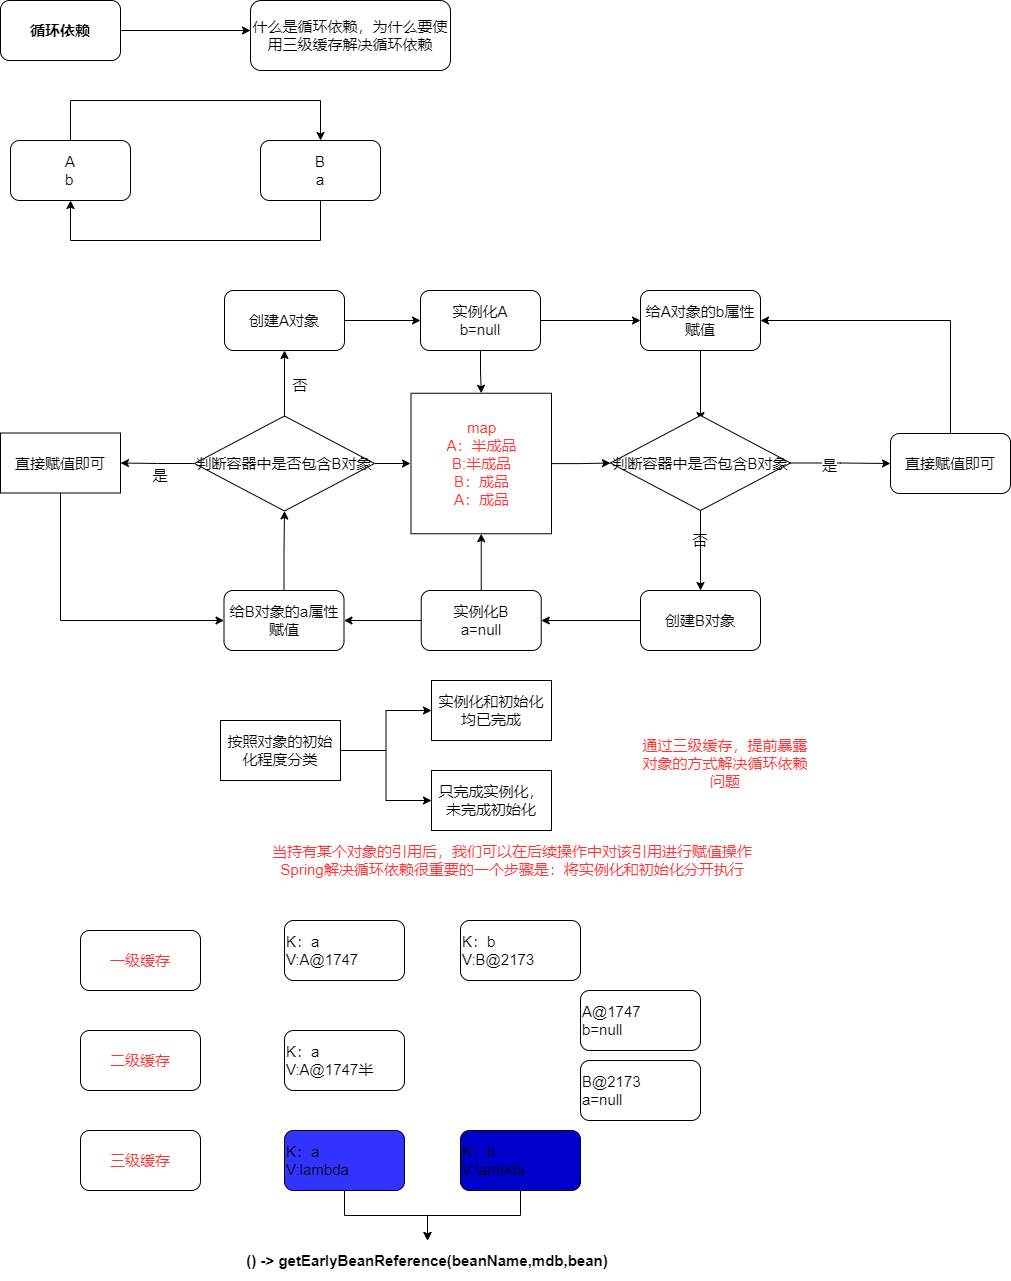 循环依赖
什么是循环依赖，为什么要使
用三级缓存解决循环依赖
A
b
B
a
创建A对象
实例化A
b=null
给A对象的b属性
赋值
否
map
A：半成品
B:半成品
B：成品
A：成品
直接赋值即可
是
判断容器中是否包含B对象
判断容器中是否包含B对象
是
直接赋值即可
否
给B对象的a属性
赋值
实例化B
a=null
创建B对象
按照对象的初始
化程度分类
实例化和初始化
均已完成
只完成实例化，
未完成初始化
通过三级缓存，提前暴露
对象的方式解决循环依赖
问题
当持有某个对象的引用后，我们可以在后续操作中对该引用进行赋值操作
Spring解决循环依赖很重要的一个步骤是：将实例化和初始化分开执行
一级缓存
K：a
V:A@1747
K：b
V:B@2173
A@1747
b=null
二级缓存
K：a
V:A@1747半
B@2173
a=null
三级缓存
K：a
V:lambda
K：b
V:lambda
() -> getEarlyBeanReference(beanName,mdb,bean)